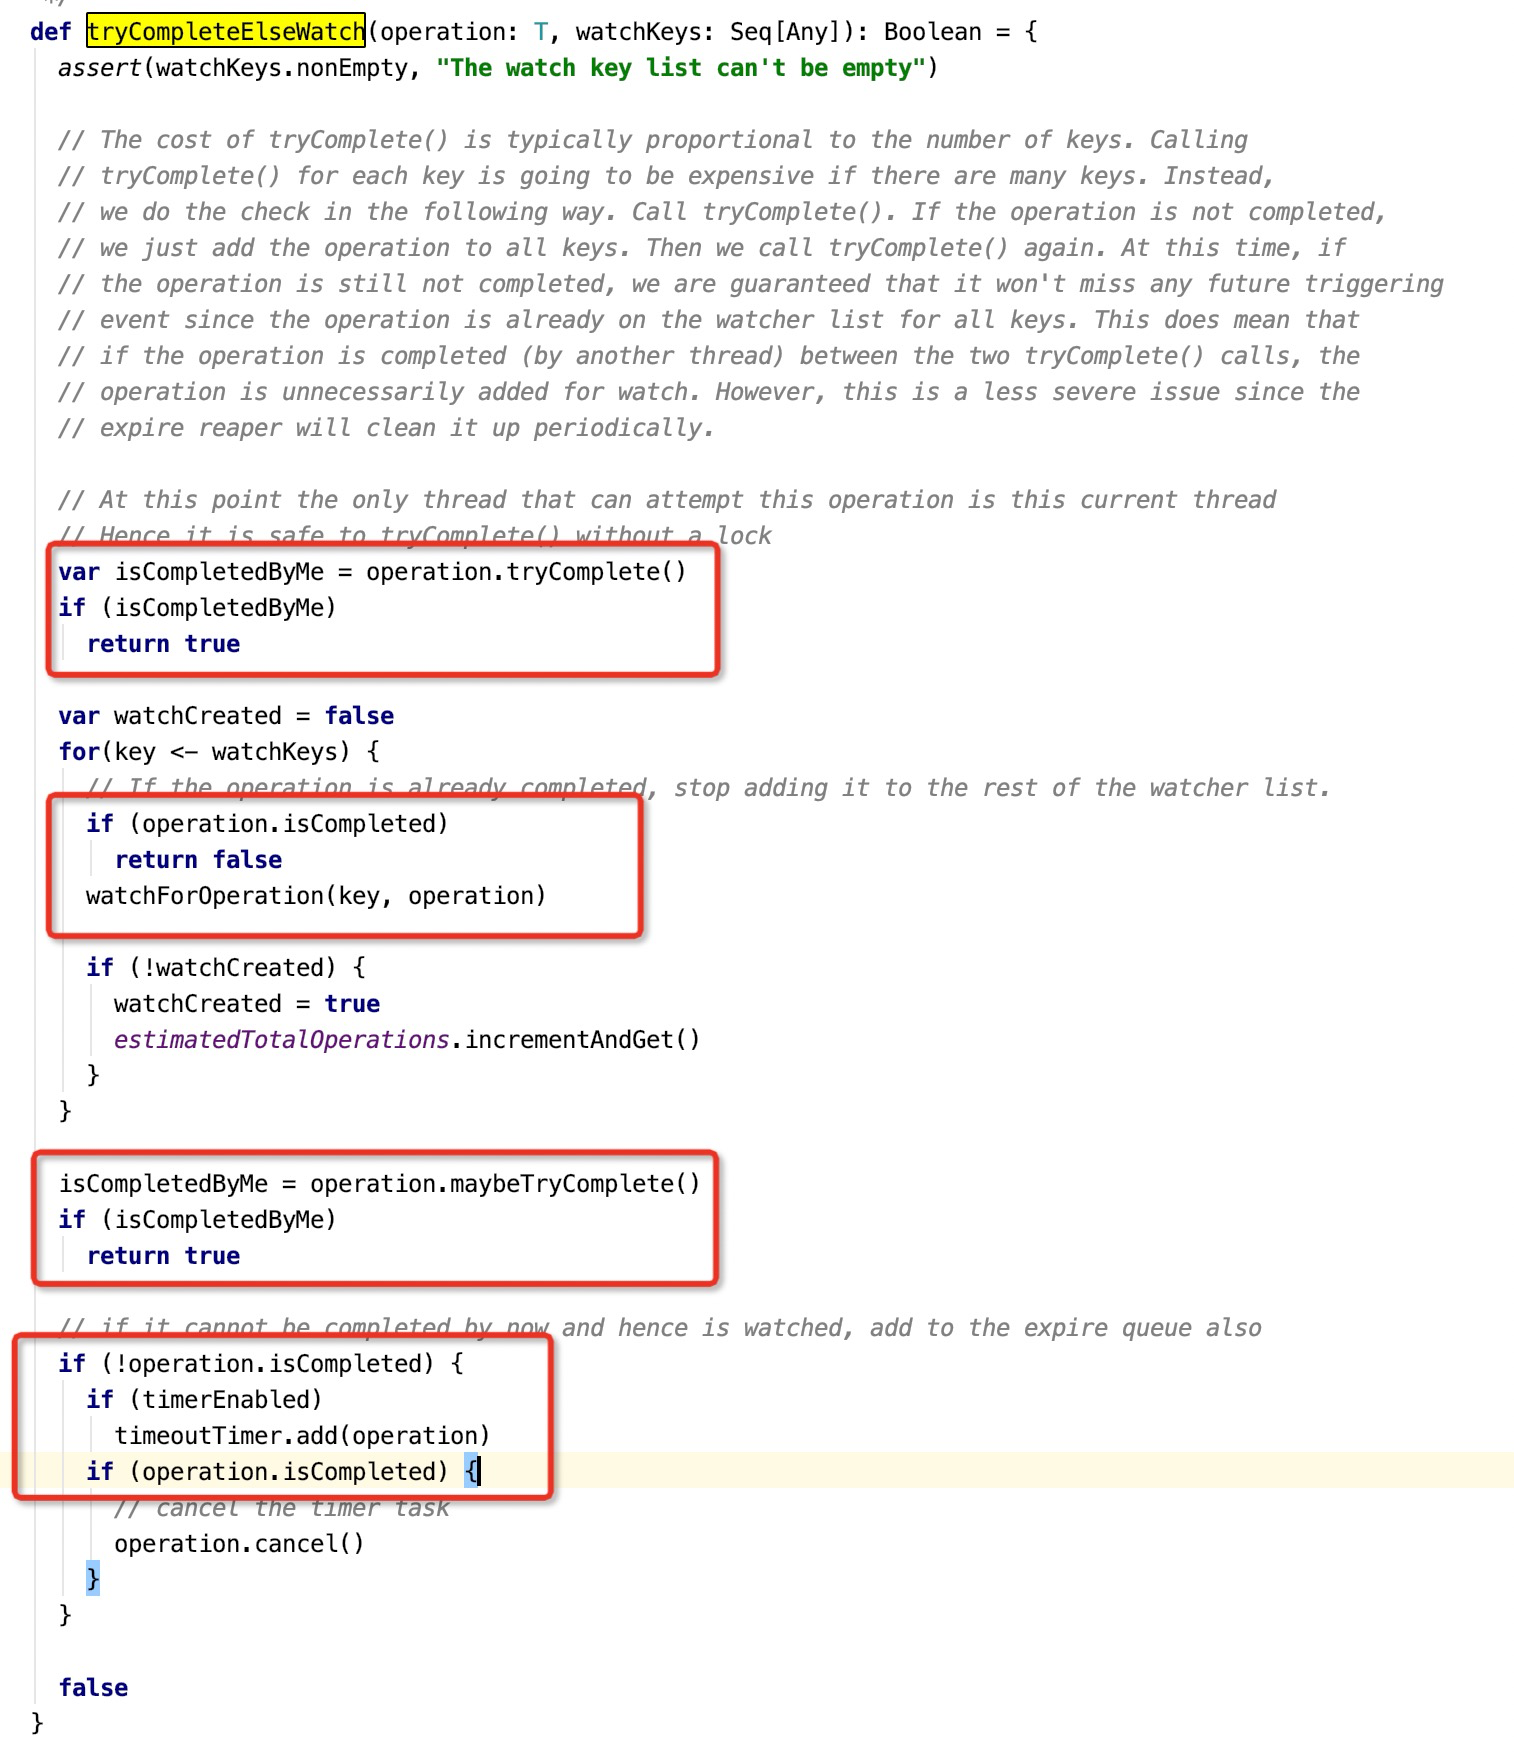 */
def tryCompleteElseWatch(operation: T, watchKeys: Seq[Any]): Boolean = {
assert(watchKeys.nonEmpty, "The watch key list can't be empty")
// The cost of tryComplete() is typically proportional to the number of keys. Calling
// tryComplete() for each key is going to be expensive if there are many keys. Instead,
// we do the check in the following way. Call tryComplete(). If the operation is not completed,
// we just add the operation to all keys. Then we call tryComplete() again. At this time, if
// the operation is still not completed, we are guaranteed that it won't miss any future triggering
// event since the operation is already on the watcher list for all keys. This does mean that
// if the operation is completed (by another thread) between the two tryComplete() calls, the
// operation is unnecessarily added for watch. However, this is a less severe issue since the
// expire reaper will clean it up periodically.
// At this point the only thread that can attempt this operation is this current thread
// Hence it is safe to tryComplete() without a lock
var isCompletedByMe = operation.tryComplete()
if (isCompletedByMe)
return true
var watchCreated = false
for(key <- watchKeys) {
// If the operation is already completed, stop adding it to the rest of the watcher list.
if (operation.isCompleted)
return false
watchForOperation(key, operation)
if (!watchCreated) {
watchCreated = true
estimatedTotalOperations.incrementAndGet()
}
}
isCompletedByMe = operation.maybeTryComplete()
if (isCompletedByMe)
return true
// if it cannot be completed by now and hence is watched, add to the expire queue also
if (!operation.isCompleted) {
if (timerEnabled)
timeoutTimer.add(operation)
if (operation.isCompleted) {
// cancel the timer task
operation.cancel()
}
}
false
}